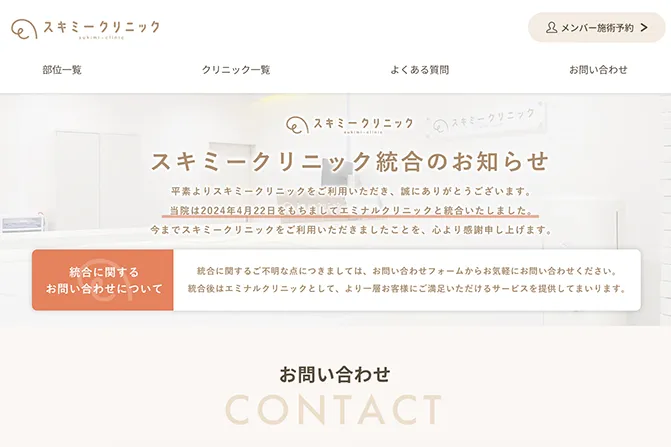 スキミークリニック
sukimi:clinic
メンバー施術予約
部位一覧
クリニック一覧
よくある質問
お問い合わせ
スキミークリニック
sukimi:clinic
スキミークリニック
スキミークリニック統合のお知らせ
平素よりスキミークリニックをご利用いただき、誠にありがとうございます。
当院は2024年4月22日をもちましてエミナルクリニックと統合いたしました。
今までスキミークリニックをご利用いただきましたことを、心より感謝申し上げます。
統合に関する
お問い合わせについて
統合に関するご不明な点につきましては、お問い合わせフォームからお気軽にお問い合わせください。
統合後はエミナルクリニックとして、より一層お客様にご満足いただけるサービスを提供してまいります。
お問い合わせ
CONTACT